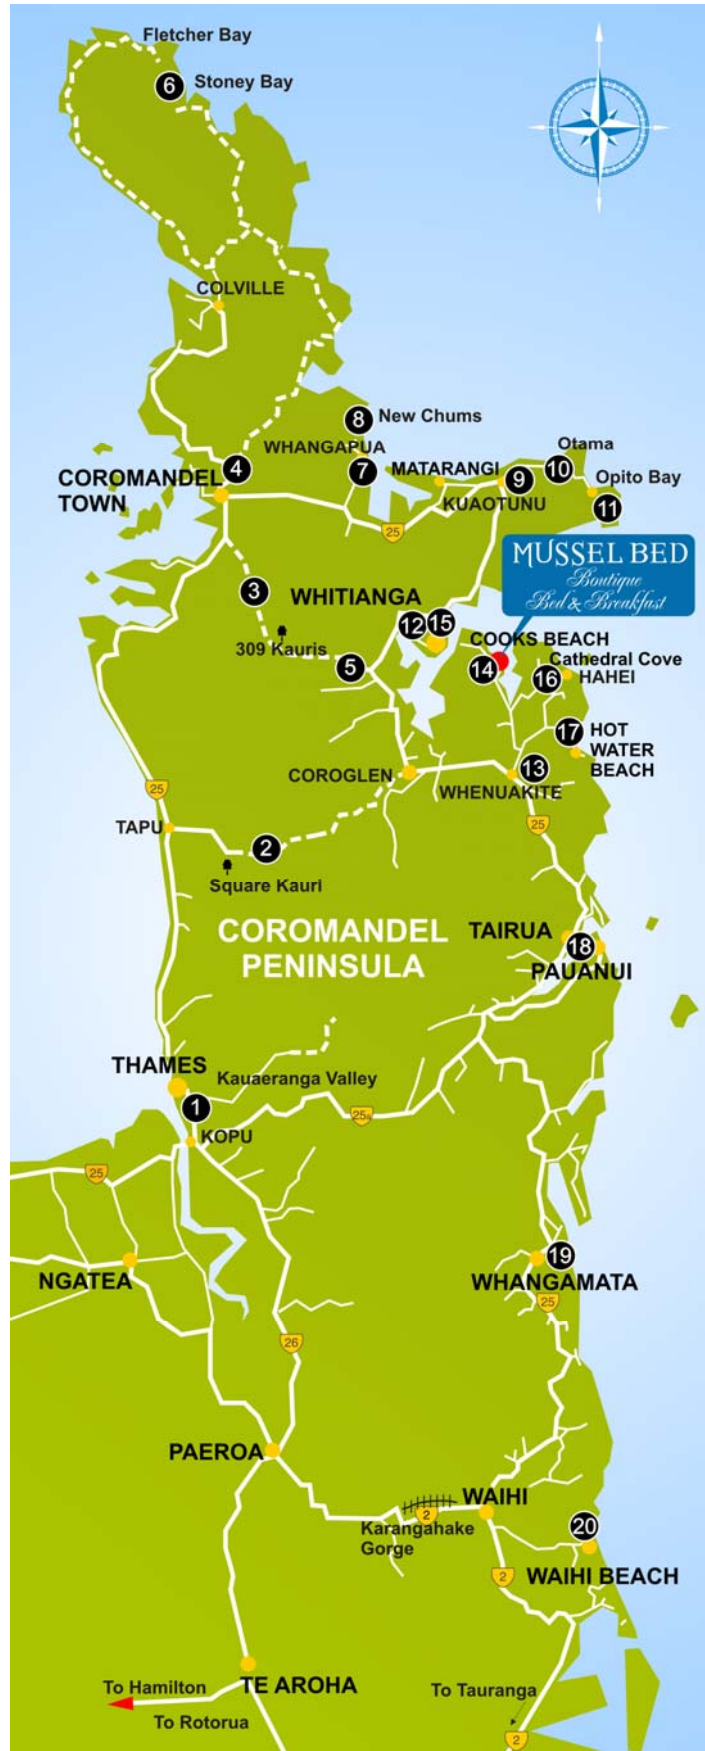 Fletcher Bay
6
Stoney Bay
COLVILLE
8
New Chums
WHANGAPUA
Otama
4
7
MATARANGI
9
10
Opito Bay
COROMANDEL
TOWN
KUAOTUNU
11
25
MUSSEL BED
Boutique
Bed & Breakfast
3
WHITIANGA
12
15
309 Kauris
COOKS BEACH
5
14
Cathedral Cove
16
HAHEI
17
HOT
WATER
BEACH
COROGLEN
13
WHENUAKITE
25
25
TAPU
2
Square Kauri
COROMANDEL
PENINSULA
TAIRUA
18
PAUANUI
THAMES
Kauaeranga Valley
1
25a
KOPU
25
NGATEA
19
WHANGAMATA
25
26
PAEROA
WAIHI
2
Karangahake
Gorge
20
2
WAIHI BEACH
TE AROHA
To Hamilton
To Tauranga
To Rotorua
2